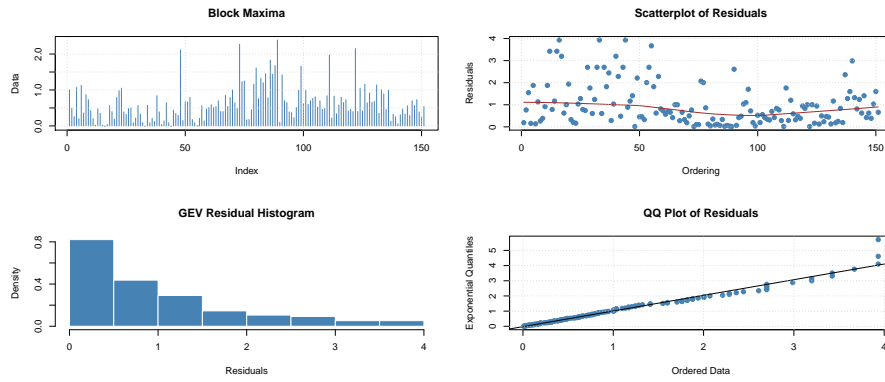 Block Maxima
Data
0.0 1.0 2.0
0 50 100 150
Index
Scatterplot of Residuals
Residuals
0 1 2 3 4
0 50 100 150
Ordering
GEV Residual Histogram
Density
0.0 0.4 0.8
0 1 2 3 4
Residuals
QQ Plot of Residuals
Exponential Quantiles
0 1 2 3 4 5
0 1 2 3 4
Ordered Data